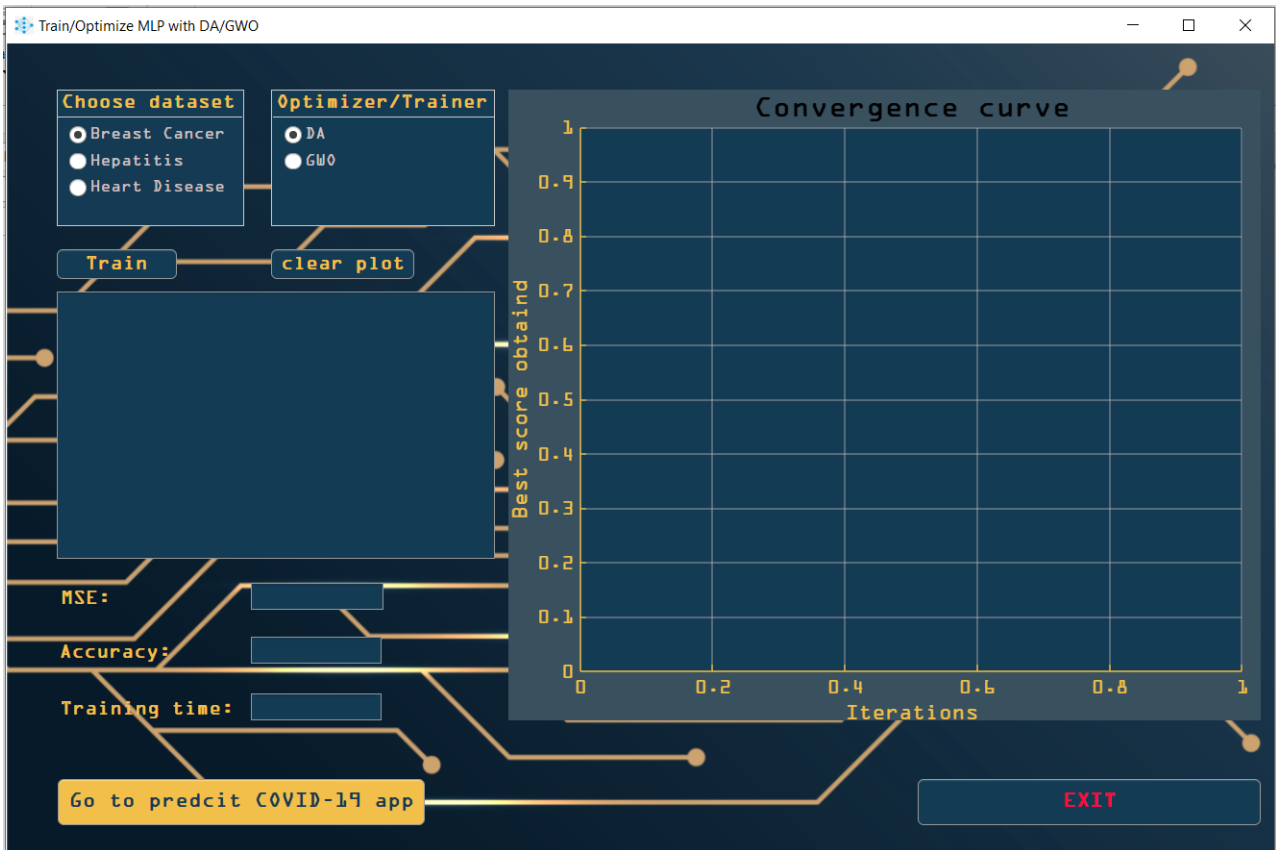 Train/Optimize MLP with DA/GWO
Choose dataset
Breast Cancer
Hepatitis
Heart Disease
Optimizer/Trainer
DA
GWO
Train
clear plot
MSE:
Accuracy:
Training time:
Go to predcit COVID-19 app
Convergence curve
Best score obtaind
1
0.9
0.8
0.7
0.6
0.5
0.4
0.3
0.2
0.1
0
0 0.2 0.4 0.6 0.8 1
Iterations
EXIT